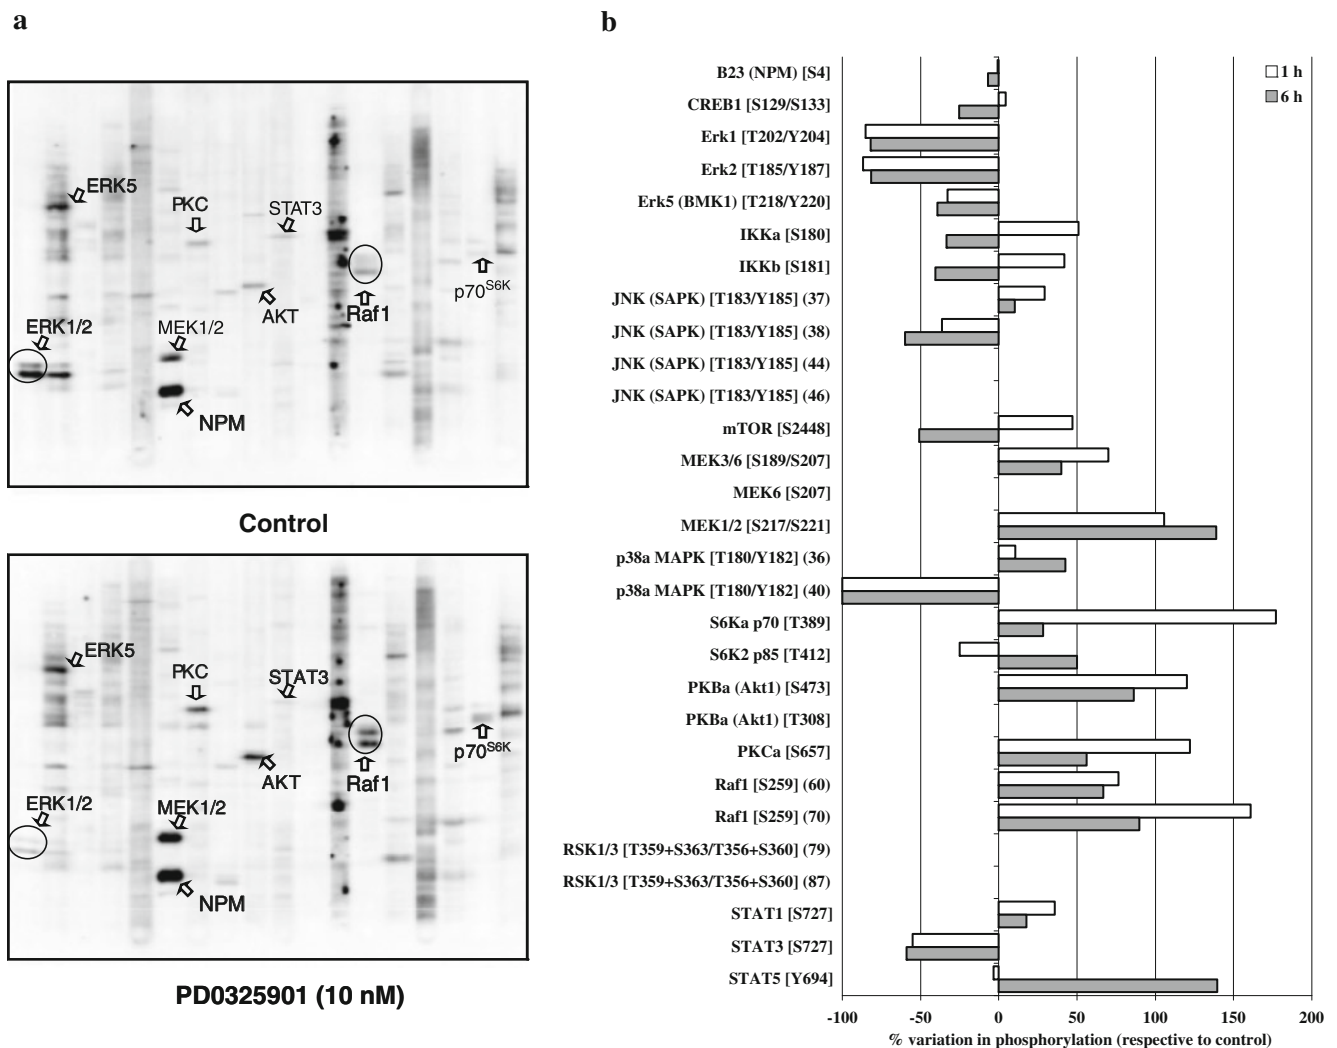 a
ERK5
PKC
STAT3
p70S6K
AKT
Raf1
ERK1/2
MEK1/2
NPM
Control
ERK5
PKC
STAT3
p70S6K
AKT
Raf1
ERK1/2
MEK1/2
NPM
PD0325901 (10 nM)
b
1 h
6 h
B23 (NPM) [S4]
CREB1 [S129/S133]
Erk1 [T202/Y204]
Erk2 [T185/Y187]
Erk5 (BMK1) [T218/Y220]
IKKa [S180]
IKKb [S181]
JNK (SAPK) [T183/Y185] (37)
JNK (SAPK) [T183/Y185] (38)
JNK (SAPK) [T183/Y185] (44)
JNK (SAPK) [T183/Y185] (46)
mTOR [S2448]
MEK3/6 [S189/S207]
MEK6 [S207]
MEK1/2 [S217/S221]
p38a MAPK [T180/Y182] (36)
p38a MAPK [T180/Y182] (40)
S6Ka p70 [T389]
S6K2 p85 [T412]
PKBa (Akt1) [S473]
PKBa (Akt1) [T308]
PKCa [S657]
Raf1 [S259] (60)
Raf1 [S259] (70)
RSK1/3 [T359+S363/T356+S360] (79)
RSK1/3 [T359+S363/T356+S360] (87)
STAT1 [S727]
STAT3 [S727]
STAT5 [Y694]
-100 -50 0 50 100 150 200
% variation in phosphorylation (respective to control)